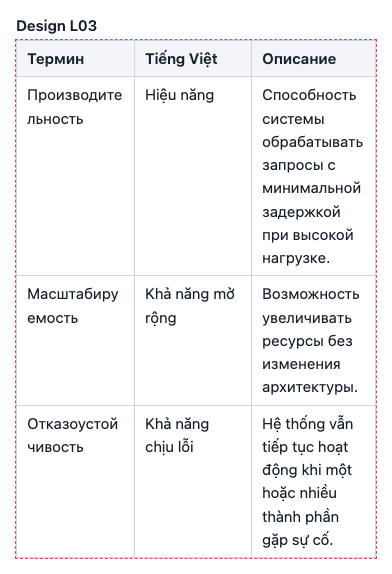 Design L03
Термин Tiếng Việt Описание
Производите Hiệu năng Способность
льность системы
обрабатывать
запросы с
минимальной
задержкой
при высокой
нагрузке.
Масштабиру Khả năng mở Возможность
емость rộng увеличивать
ресурсы без
изменения
архитектуры.
Отказоустой Khả năng Hệ thống vẫn
чивость chịu lỗi tiếp tục hoạt
động khi một
hoặc nhiều
thành phần
gặp sự cố.